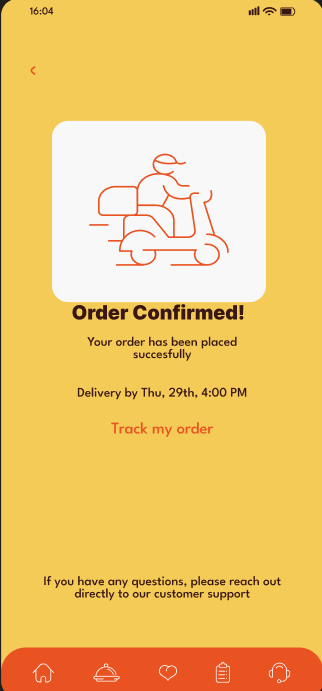 16:04
Order Confirmed!
Your order has been placed
succesfully
Delivery by Thu, 29th, 4:00 PM
Track my order
If you have any questions, please reach out
directly to our customer support